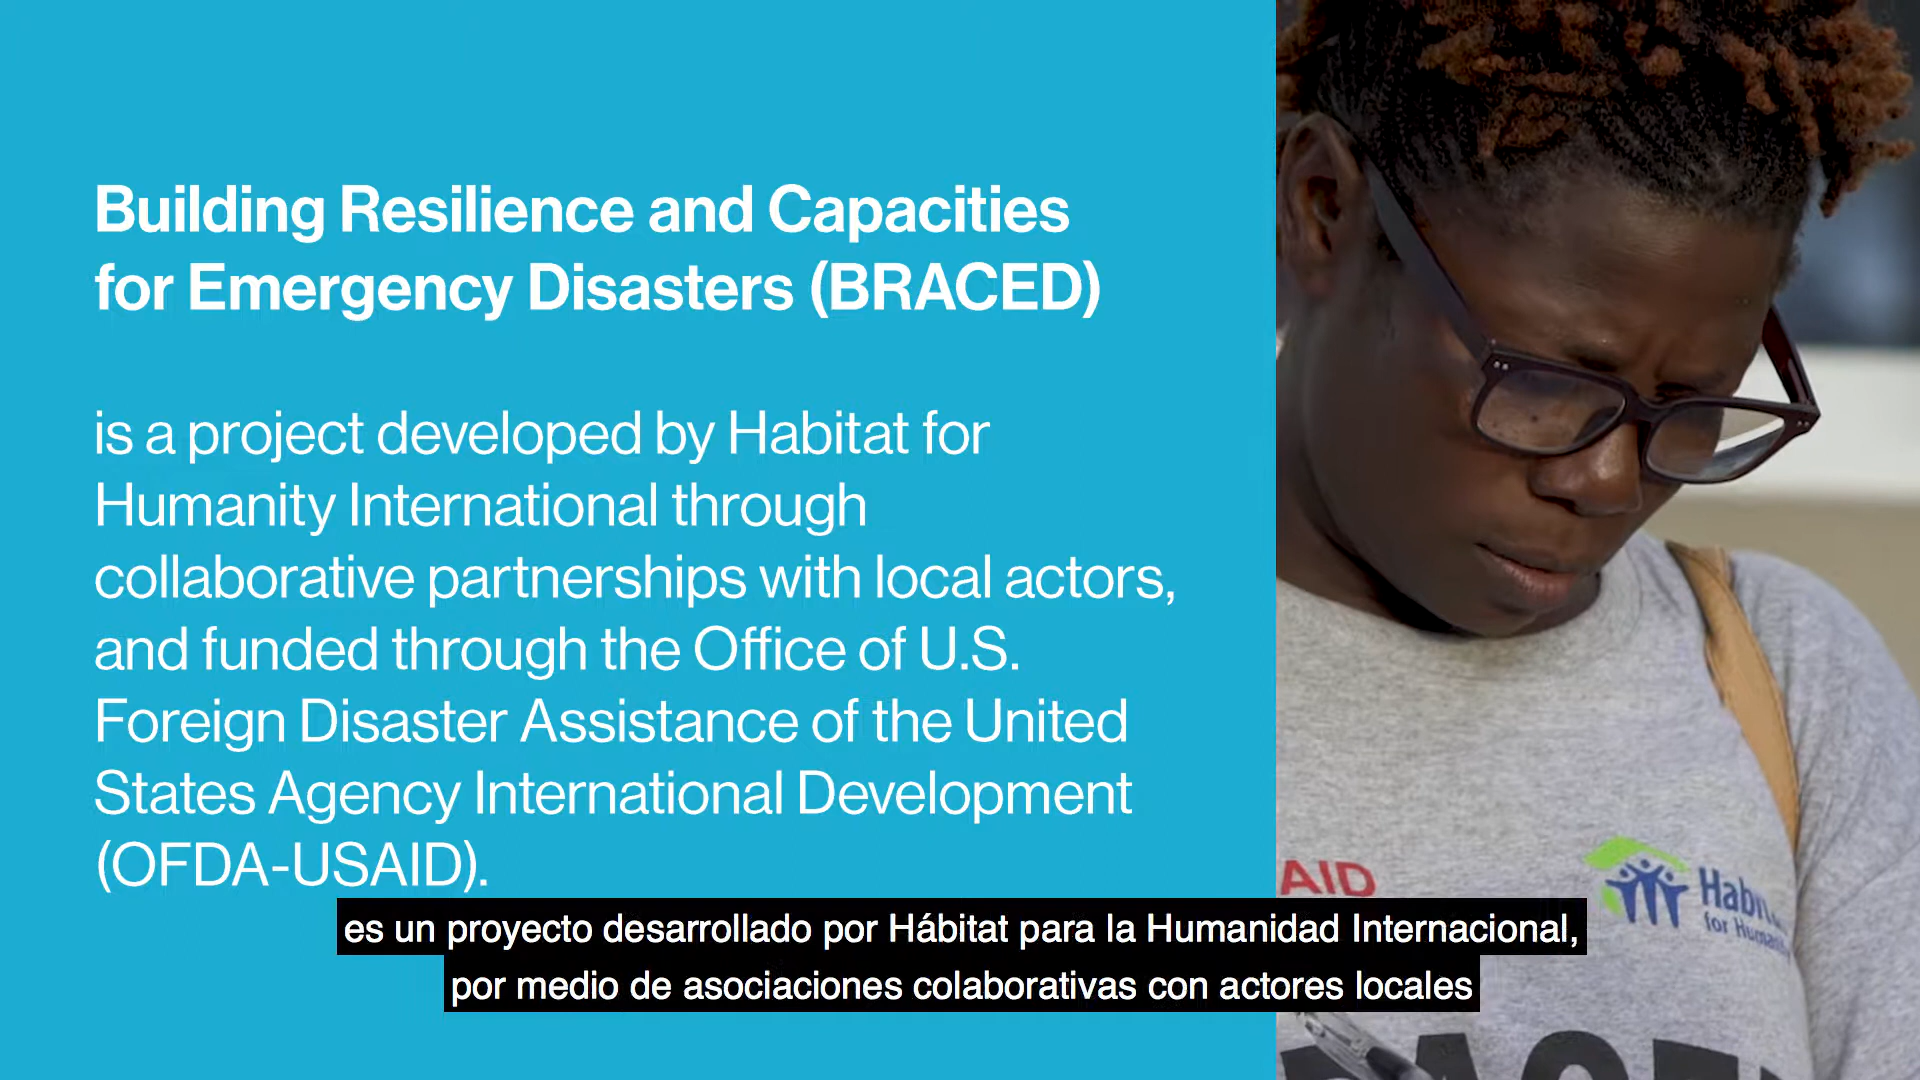 Building Resilience and Capacities
for Emergency Disasters (BRACED)
is a project developed by Habitat for
Humanity International through
collaborative partnerships with local actors,
and funded through the Office of U.S.
Foreign Disaster Assistance of the United
States Agency International Development
(OFDA-USAID).
AID
for
es un proyecto desarrollado por Hábitat para la Humanidad Internacional,
por medio de asociaciones colaborativas con actores locales